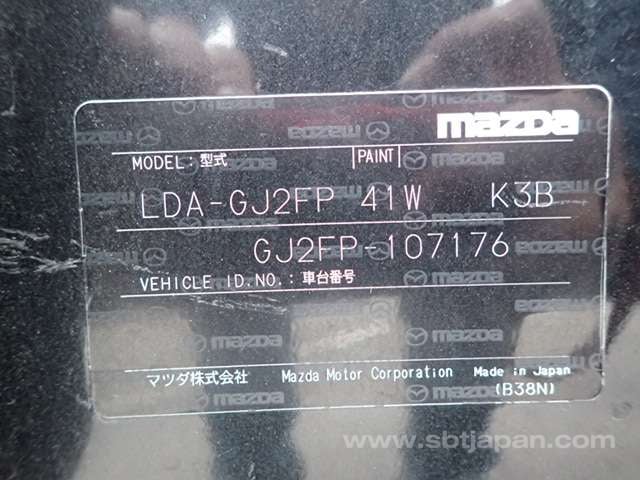 mazda
MODEL: 型式 PAINT
LDA-GJ2FP 41W K3B
GJ2FP-107176
VEHICLE ID.NO.: 車台番号
マツダ株式会社 Mazda Motor Corporation Made in Japan
(B38N)
www.sbtjapan.com